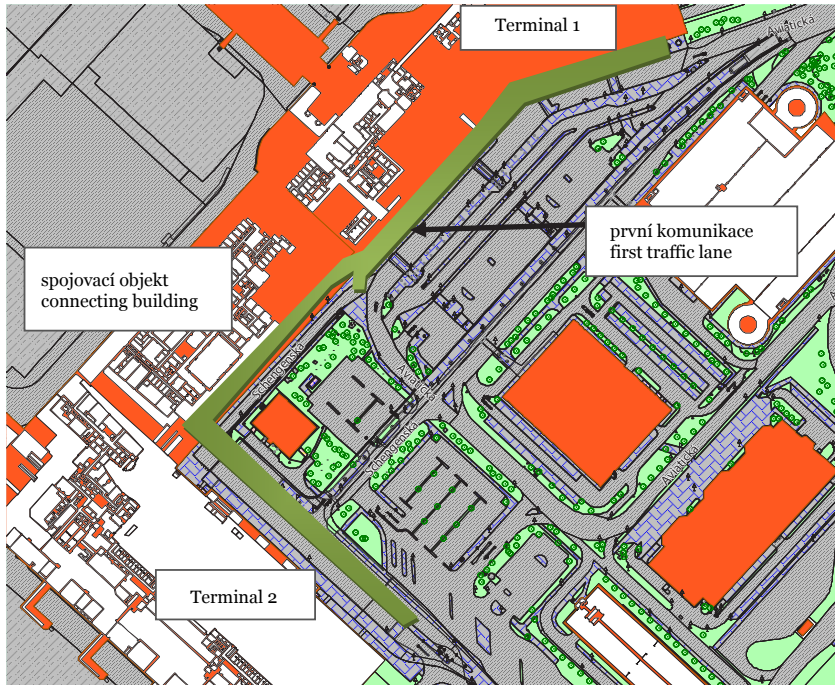 Terminal 1
Aviatická
první komunikace
first traffic lane
spojovací objekt
connecting building
Schengenská
Aviatická
Schengenská
Aviatická
Terminal 2